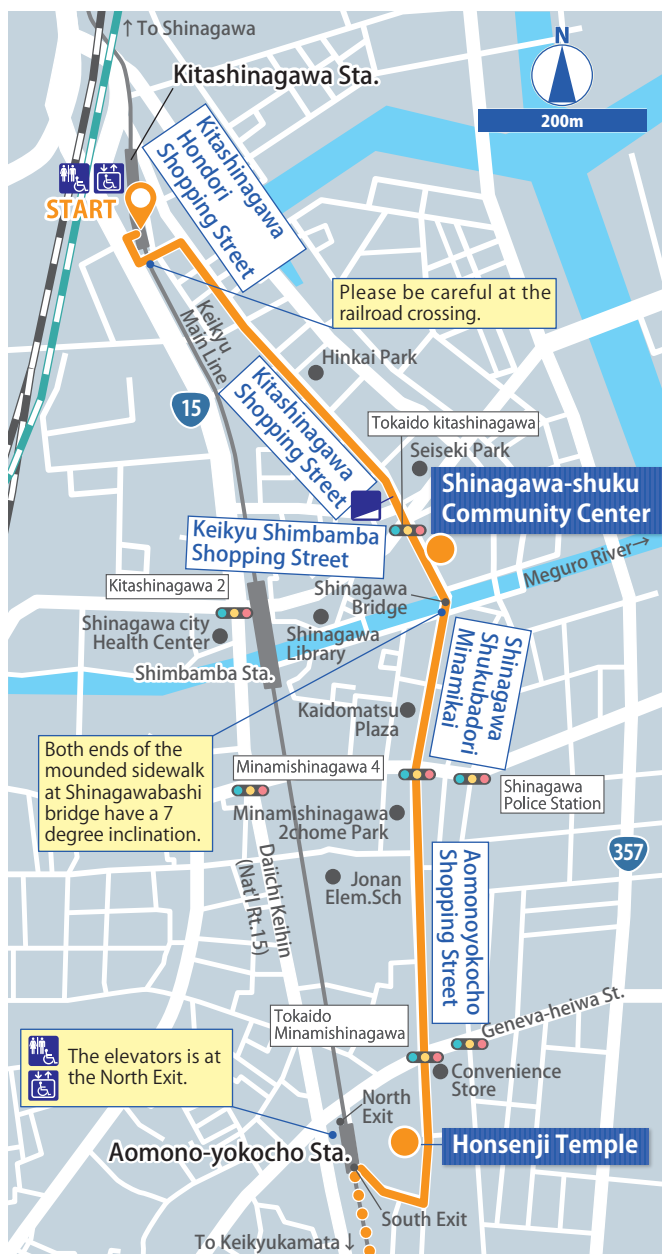 ↑ To Shinagawa
Kitashinagawa Sta.
N
200m
START
Kitashinagawa
Hondori
Shopping Street
Please be careful at the
railroad crossing.
Keikyu
Main Line
Hinkai Park
15
Kitashinagawa
Shopping Street
Tokaido kitashinagawa
Seiseki Park
Shinagawa-shuku
Community Center
Keikyu Shimbamba
Shopping Street
Meguro River→
Kitashinagawa 2
Shinagawa
Bridge
Shinagawa city
Health Center
Shinagawa
Library
Shimbamba Sta.
Shinagawa
Shukubadori
Minamikai
Kaidomatsu
Plaza
Both ends of the
mounded sidewalk
at Shinagawabashi
bridge have a 7
degree inclination.
Minamishinagawa 4
Shinagawa
Police Station
Minamishinagawa
2chome Park
357
Jonan
Elem.Sch
Daiichi Keihin
(Nat'l Rt.15)
Aomonoyokocho
Shopping Street
Tokaido
Minamishinagawa
Geneva-heiwa St.
The elevators is at
the North Exit.
Convenience
Store
North
Exit
Honsenji Temple
Aomono-yokocho Sta.
South Exit
To Keikyukamata ↓